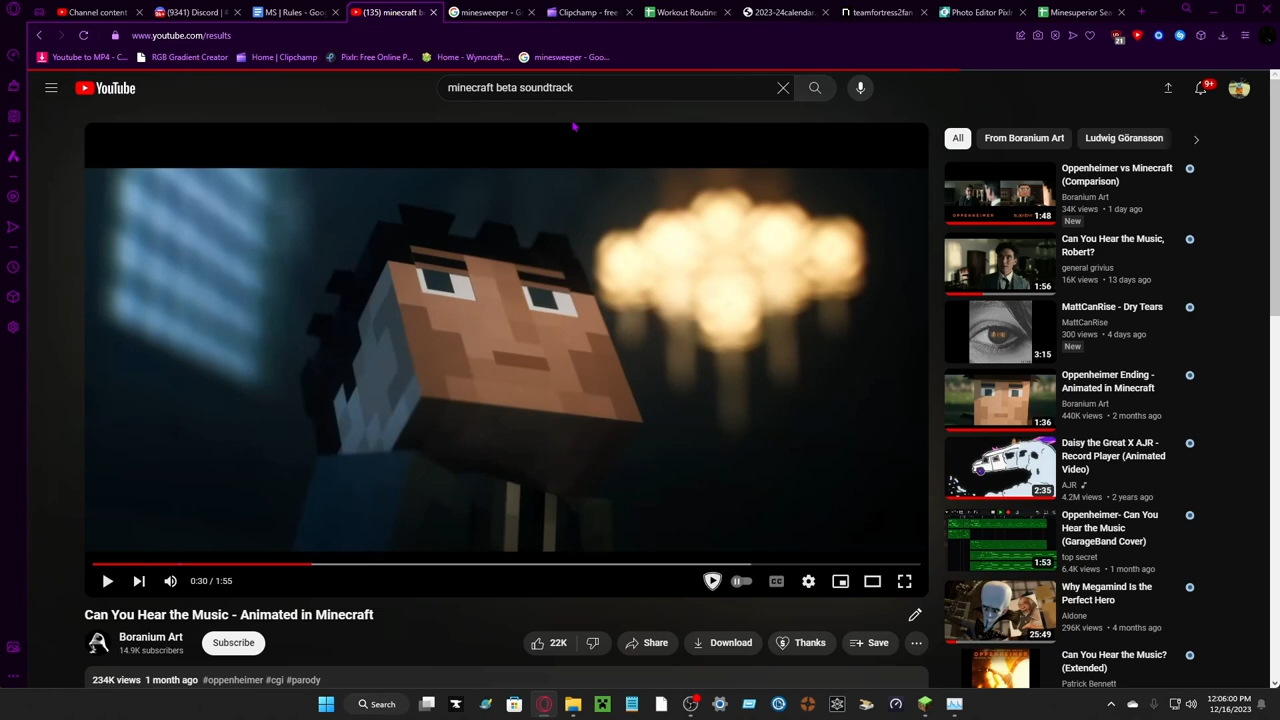 Channel content
(9341) Discord |
MS | Rules - Goo
(135) minecraft b
minesweeper - G
Clipchamp - free
Workout Routine
2023-24calendar.
teamfortress2fan
Photo Editor Pixlr
Minesuperior Sea
www.youtube.com/results
21
Youtube to MP4 - C...
RGB Gradient Creator
Home | Clipchamp
Pixlr: Free Online P...
Home - Wynncraft,...
minesweeper - Goo...
YouTube
minecraft beta soundtrack
9+
All
From Boranium Art
Ludwig Göransson
Oppenheimer vs Minecraft
(Comparison)
Boranium Art
34K views • 1 day ago
New
OPPENHEIMER
1:48
Can You Hear the Music,
Robert?
general grivius
16K views • 13 days ago
1:56
MattCanRise - Dry Tears
MattCanRise
300 views • 4 days ago
New
3:15
Oppenheimer Ending -
Animated in Minecraft
Boranium Art
440K views • 2 months ago
1:36
Daisy the Great X AJR -
Record Player (Animated
Video)
AJR
4.2M views • 2 years ago
2:35
Oppenheimer- Can You
Hear the Music
(GarageBand Cover)
top secret
6.4K views • 1 month ago
1:53
Why Megamind Is the
Perfect Hero
Aldone
296K views • 4 months ago
25:49
Can You Hear the Music?
(Extended)
Patrick Bennett
OPPENHEIMER
0:30 / 1:55
CC
Can You Hear the Music - Animated in Minecraft
Boranium Art
14.9K subscribers
Subscribe
22K
Share
Download
Thanks
Save
234K views 1 month ago #oppenheimer #cgi #parody
Search
12:06:00 PM
12/16/2023